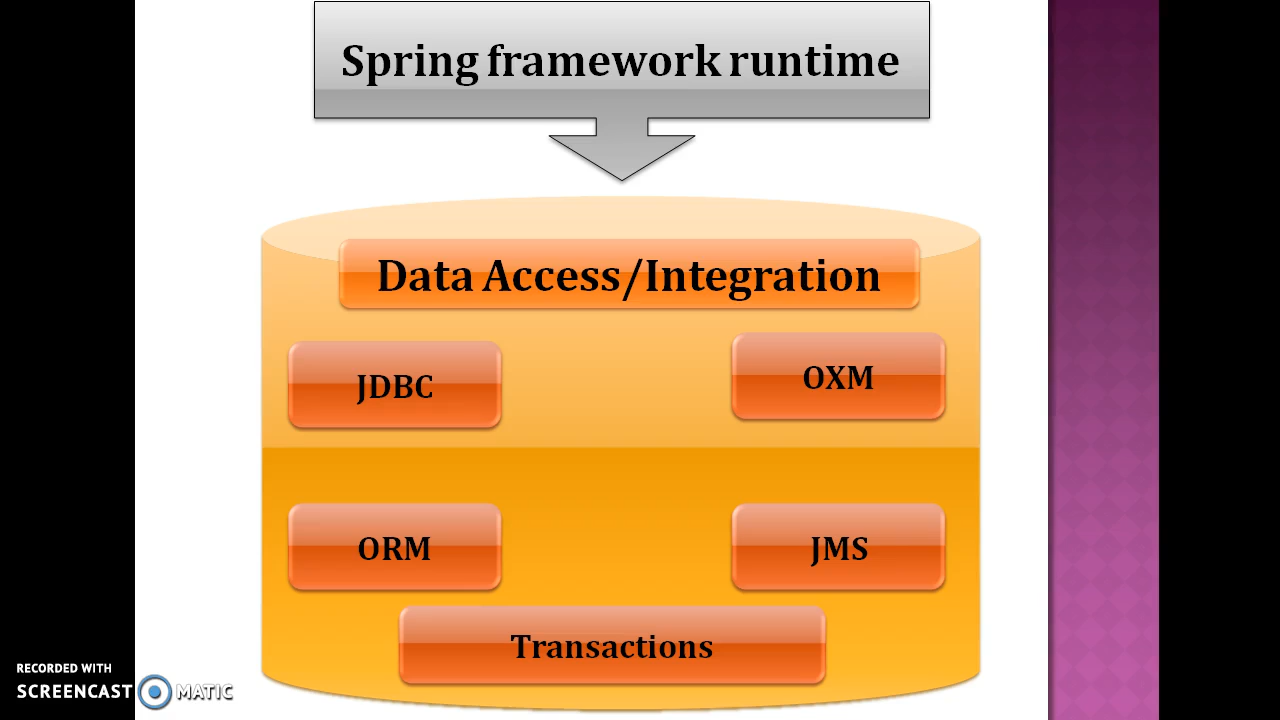 Spring framework runtime
Data Access/Integration
JDBC
OXM
ORM
JMS
Transactions
RECORDED WITH
SCREENCAST MATIC